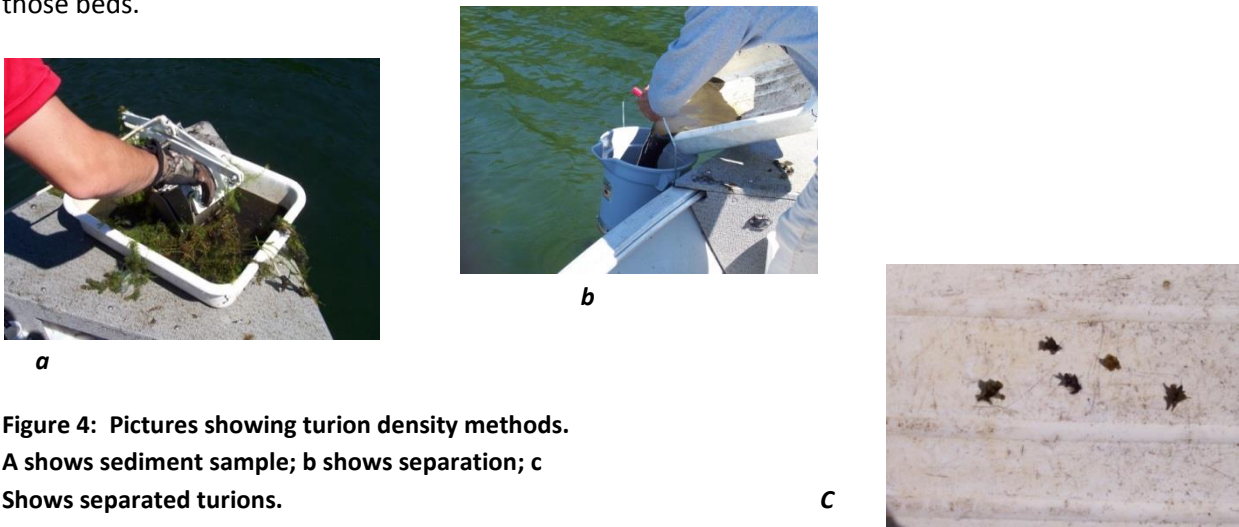 those beds.
b
a
Figure 4:  Pictures showing turion density methods.
A shows sediment sample; b shows separation; c
Shows separated turions.
C